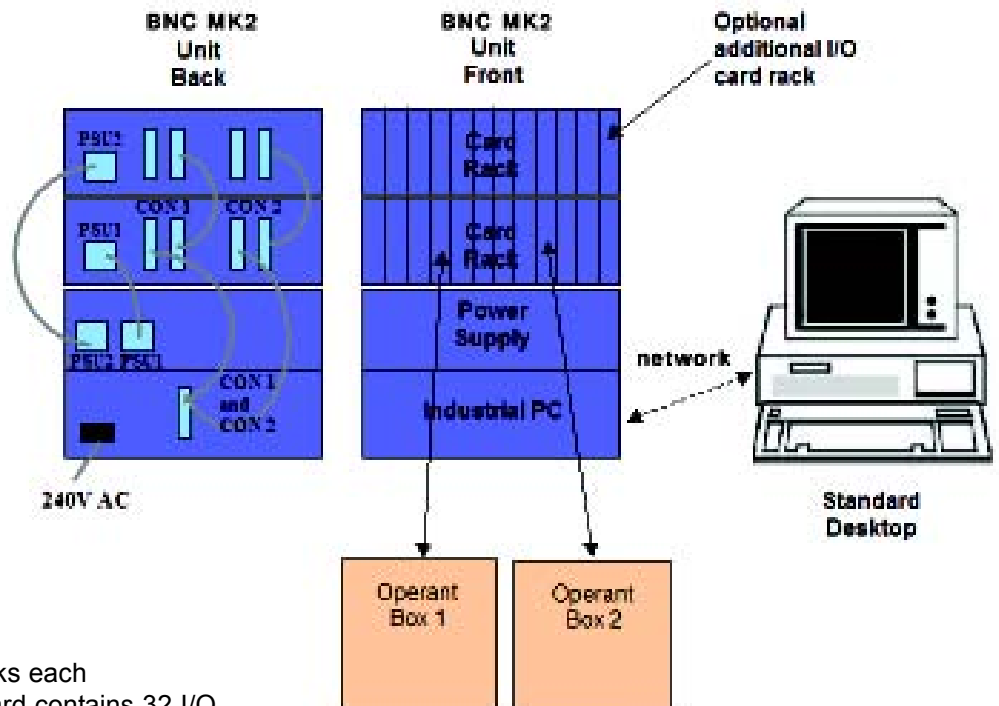 BNC MK2
Unit
Back
BNC MK2
Unit
Front
Optional
additional I/O
card rack
PSU2
CON 1
CON 2
PSU1
PSU2 PSU1
CON 1
and
CON 2
240V AC
Card
Rack
Card
Rack
Power
Supply
Industrial PC
network
Standard
Desktop
Operant
Box 1
Operant
Box 2
ks each
ard contains 32 I/O